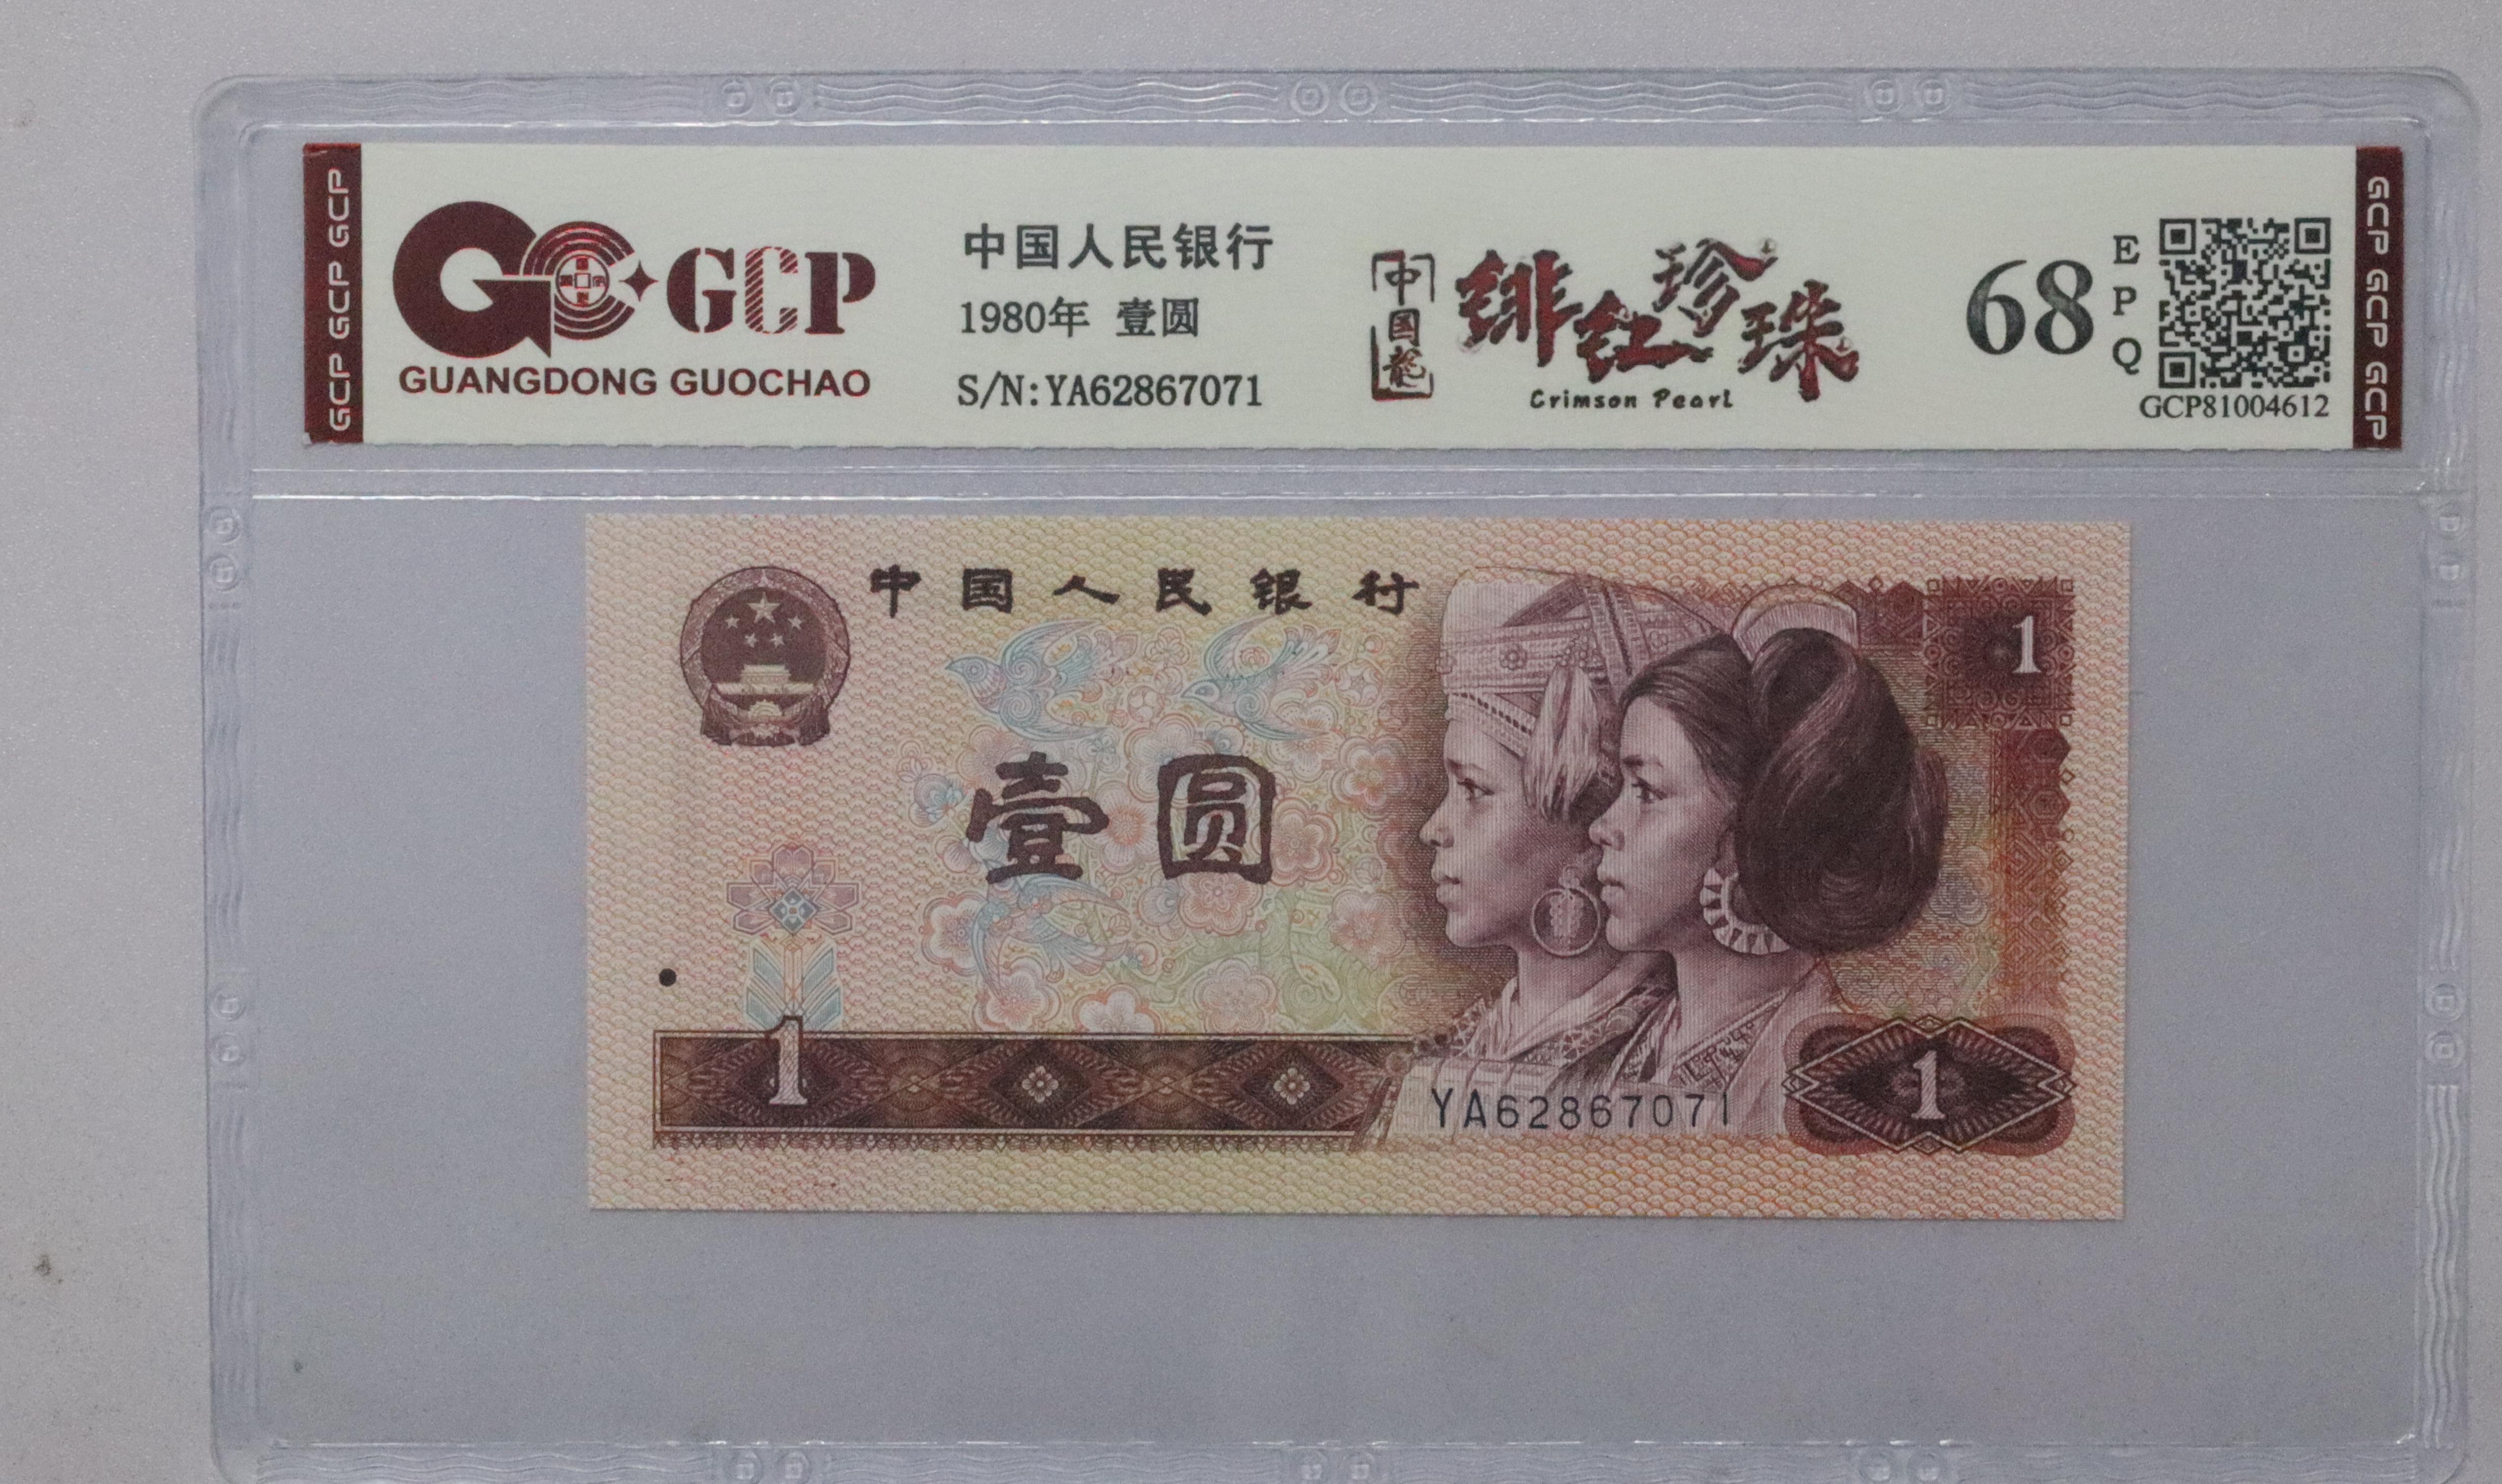 GCP GCP GCP
GCP
GUANGDONG GUOCHAO
中国人民银行
1980年 壹圆
S/N:YA62867071
中国龍
绯红珍珠
Crimson Pearl
68
E
P
Q
GCP81004612
GCP GCP GCP
中国人民银行
1
壹圆
1
YA62867071
1